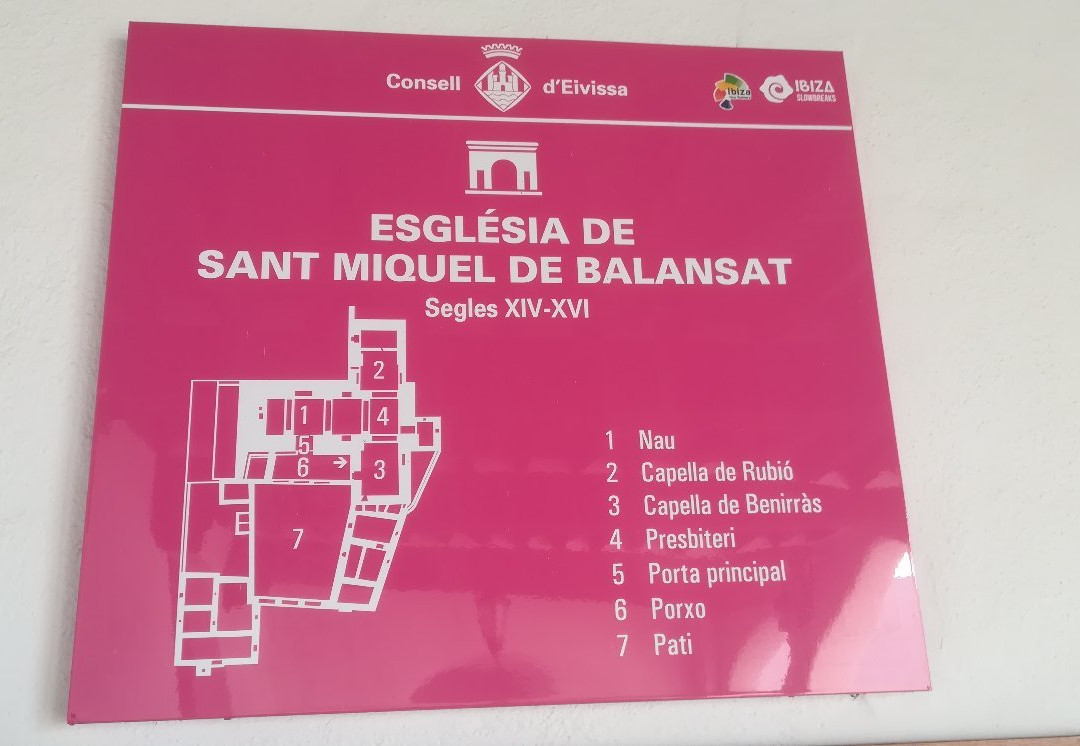 Consell d'Eivissa
Ibiza
IBIZA
SLOWBREAKS
ESGLÉSIA DE
SANT MIQUEL DE BALANSAT
Segles XIV-XVI
2
1
4
5
6
3
7
1 Nau
2 Capella de Rubió
3 Capella de Benirràs
4 Presbiteri
5 Porta principal
6 Porxo
7 Pati